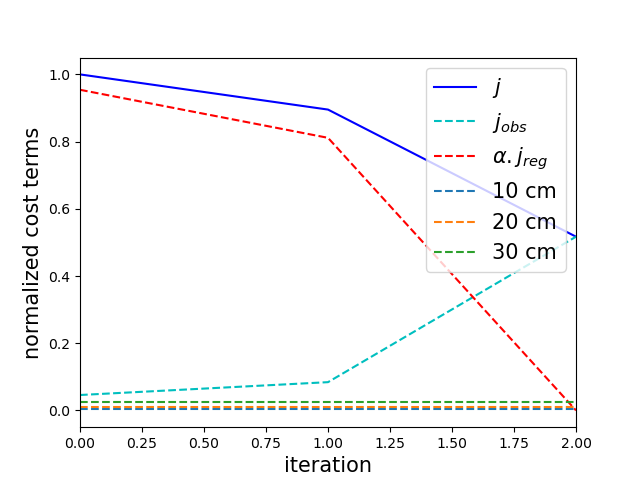 normalized cost terms
1.0
0.8
0.6
0.4
0.2
0.0
j
j_obs
α.j_reg
10 cm
20 cm
30 cm
0.00 0.25 0.50 0.75 1.00 1.25 1.50 1.75 2.00
iteration